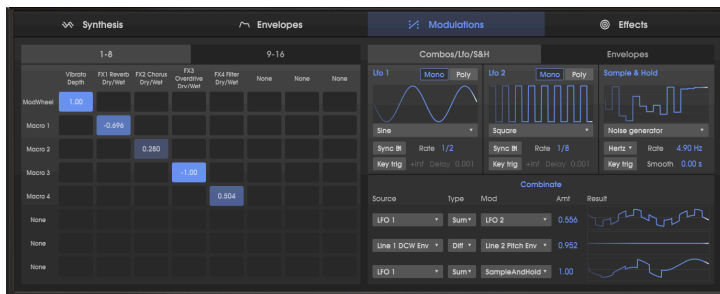 Synthesis Envelopes Modulations Effects
1-8 9-16 Combos/Lfo/S&H Envelopes
Vibrato Depth FX1 Reverb Dry/Wet FX2 Chorus Dry/Wet FX3 Overdrive Dry/Wet FX4 Filter Dry/Wet None None None
ModWheel 1.00
Macro 1 -0.696
Macro 2 0.280
Macro 3 -1.00
Macro 4 0.504
None
None
None
Lfo 1 Mono Poly
Sine
Sync Rate 1/2
Key trig +Inf Delay 0.001
Lfo 2 Mono Poly
Square
Sync Rate 1/8
Key trig +Inf Delay 0.001
Sample & Hold
Noise generator
Hertz Rate 4.90 Hz
Key trig Smooth 0.00 s
Combinate
Source Type Mod Amt Result
LFO 1 Sum LFO 2 0.556
Line 1 DCW Env Diff Line 2 Pitch Env 0.952
LFO 1 Sum SampleAndHold 1.00